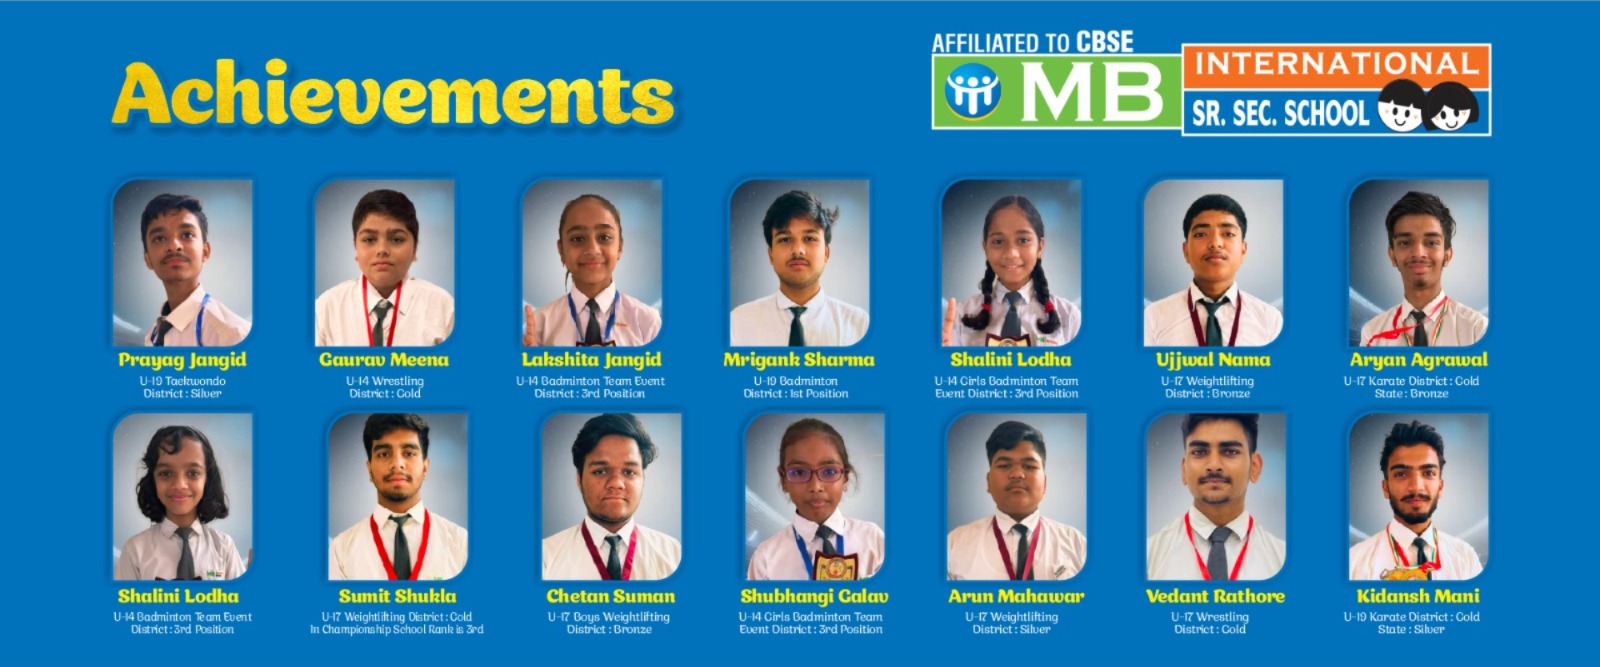 Achievements
AFFILIATED TO CBSE
MB
INTERNATIONAL
SR. SEC. SCHOOL
Prayag Jangid
U-19 Taekwondo
District : Silver
Gaurav Meena
U-14 Wrestling
District : Gold
Lakshita Jangid
U-14 Badminton Team Event
District : 3rd Position
Mrigank Sharma
U-19 Badminton
District : 1st Position
Shalini Lodha
U-14 Girls Badminton Team
Event District : 3rd Position
Ujjwal Nama
U-17 Weightlifting
District : Bronze
Aryan Agrawal
U-17 Karate District : Gold
State : Bronze
Shalini Lodha
U-14 Badminton Team Event
District : 3rd Position
Sumit Shukla
U-17 Weightlifting District : Gold
In Championship School Rank is 3rd
Chetan Suman
U-17 Boys Weightlifting
District : Bronze
Shubhangi Galav
U-14 Girls Badminton Team
Event District : 3rd Position
Arun Mahawar
U-17 Weightlifting
District : Silver
Vedant Rathore
U-17 Wrestling
District : Gold
Kidansh Mani
U-19 Karate District : Gold
State : Silver